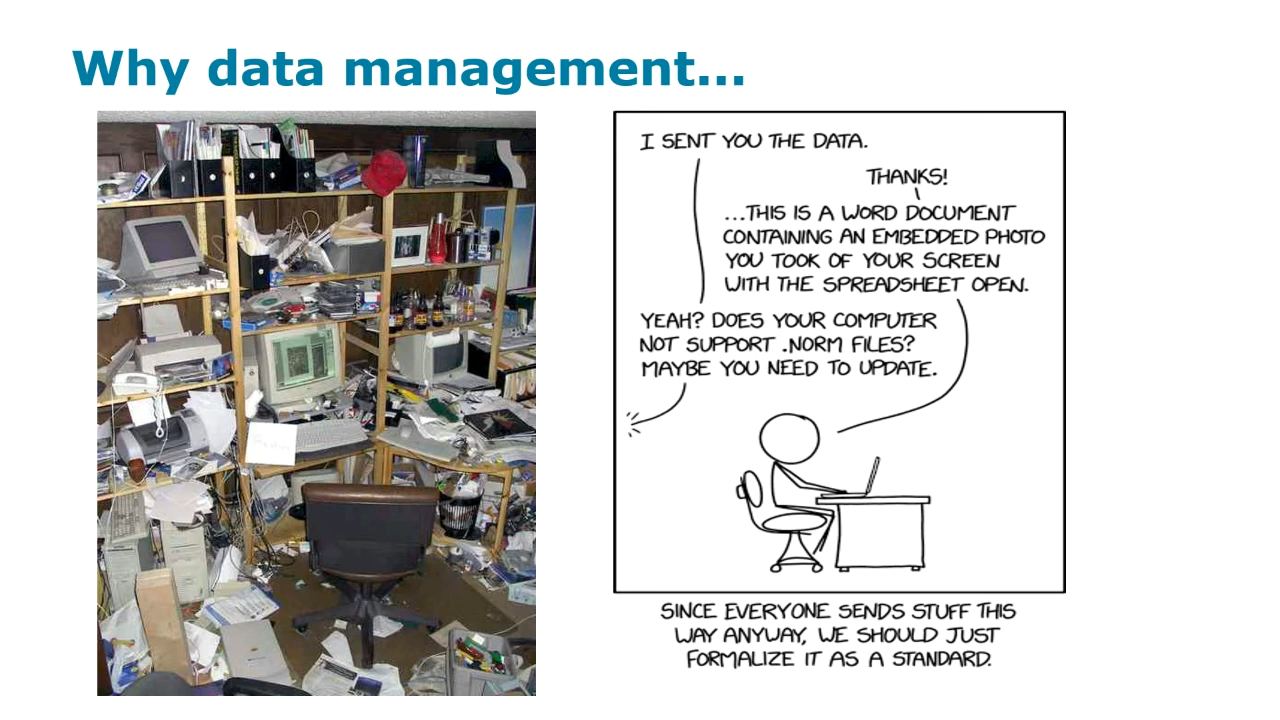 Why data management...
I SENT YOU THE DATA.
THANKS!
...THIS IS A WORD DOCUMENT
CONTAINING AN EMBEDDED PHOTO
YOU TOOK OF YOUR SCREEN
WITH THE SPREADSHEET OPEN.
YEAH? DOES YOUR COMPUTER
NOT SUPPORT .NORM FILES?
MAYBE YOU NEED TO UPDATE.
SINCE EVERYONE SENDS STUFF THIS
WAY ANYWAY, WE SHOULD JUST
FORMALIZE IT AS A STANDARD.